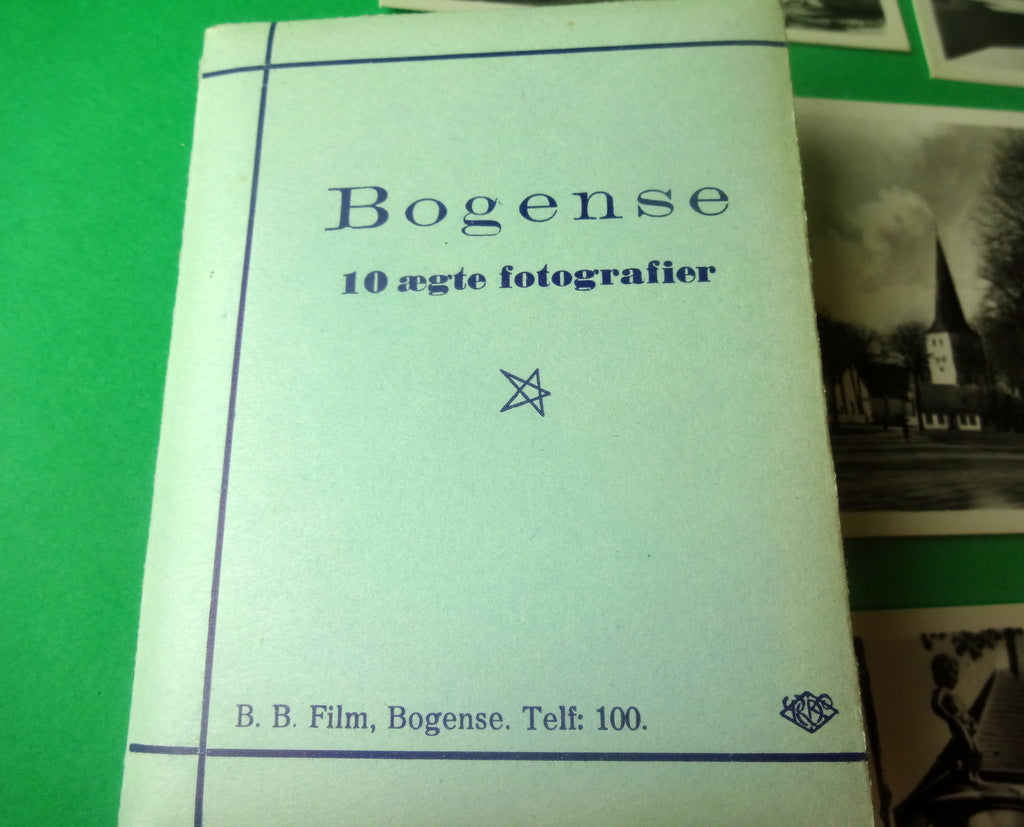 Bogense
10 ægte fotografier
B. B. Film, Bogense. Telf: 100.